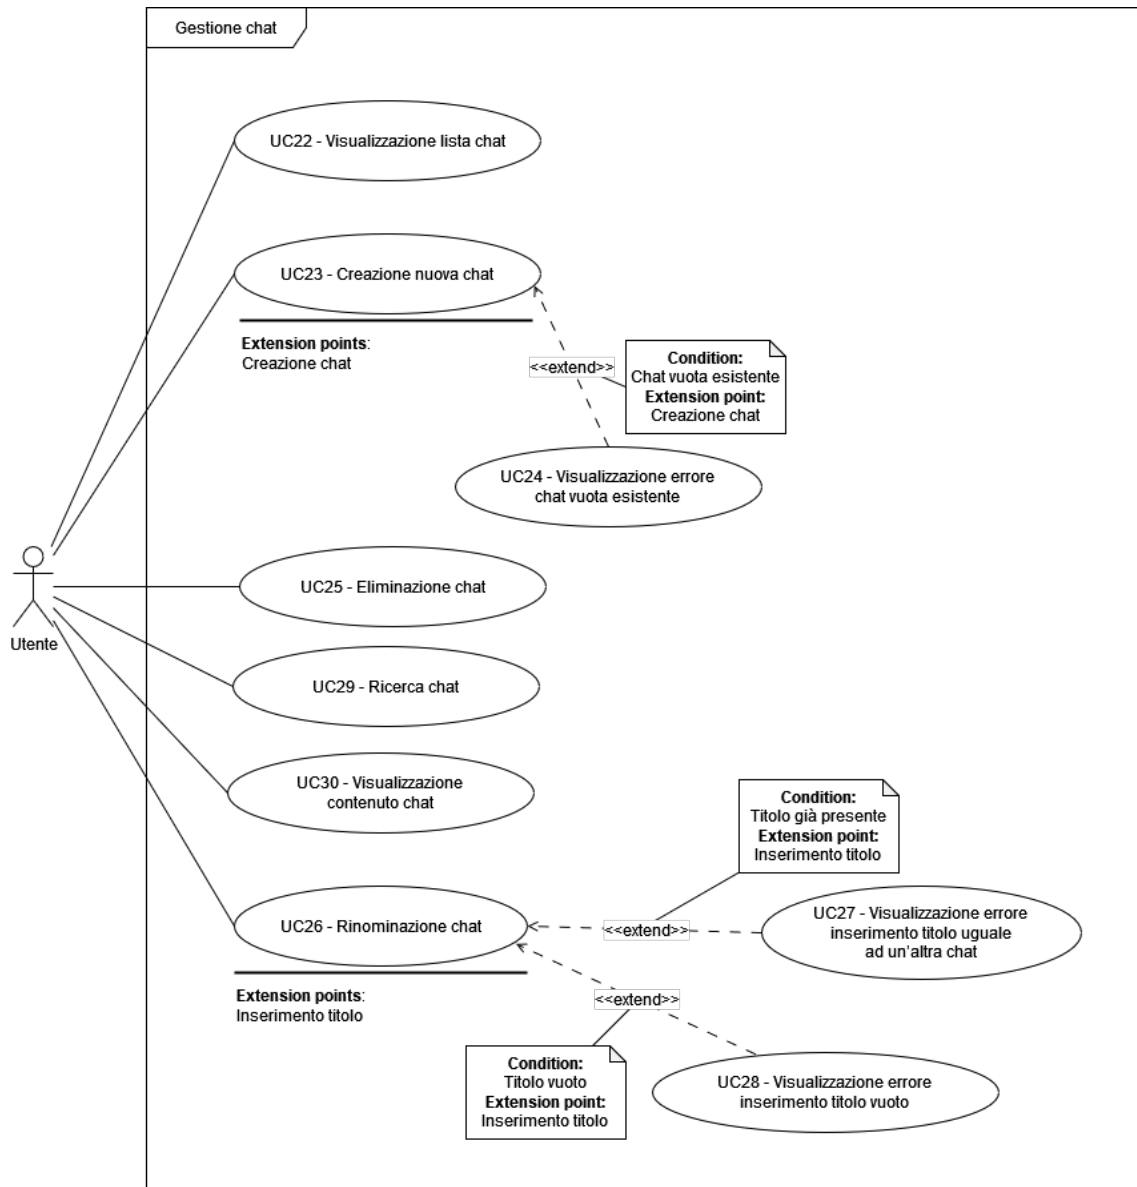 Gestione chat
UC22 - Visualizzazione lista chat
UC23 - Creazione nuova chat
Extension points:
Creazione chat
<<extend>>
Condition:
Chat vuota esistente
Extension point:
Creazione chat
UC24 - Visualizzazione errore
chat vuota esistente
UC25 - Eliminazione chat
Utente
UC29 - Ricerca chat
UC30 - Visualizzazione
contenuto chat
Condition:
Titolo già presente
Extension point:
Inserimento titolo
UC26 - Rinominazione chat
<<extend>>
UC27 - Visualizzazione errore
inserimento titolo uguale
ad un'altra chat
Extension points:
Inserimento titolo
<<extend>>
Condition:
Titolo vuoto
Extension point:
Inserimento titolo
UC28 - Visualizzazione errore
inserimento titolo vuoto